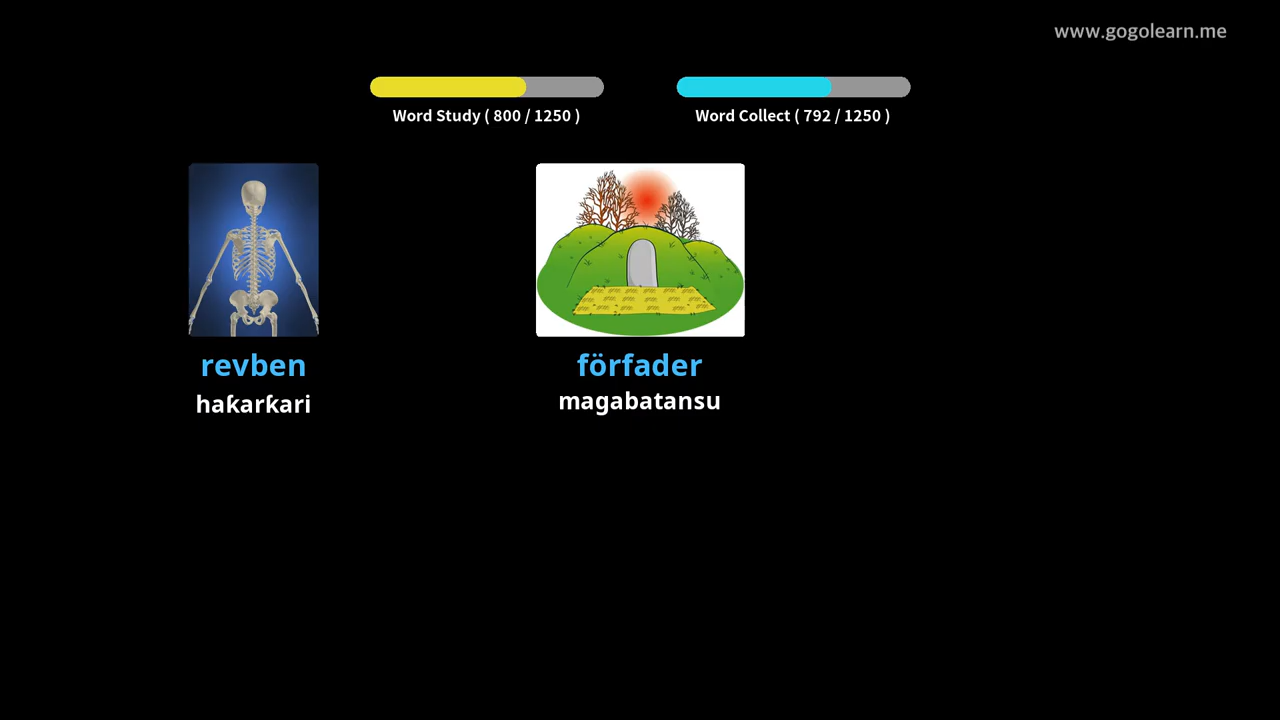 www.gogolearn.me
Word Study ( 800 / 1250 )
Word Collect ( 792 / 1250 )
revben
haƙarƙari
förfader
magabatansu